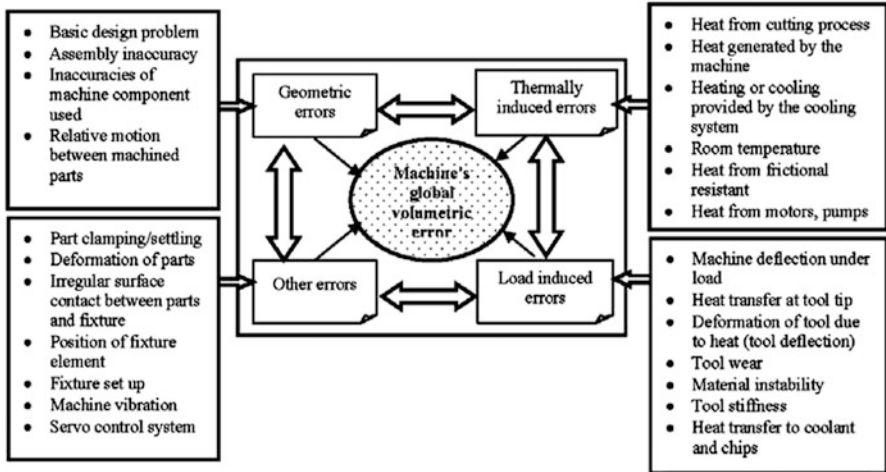 ● Basic design problem
● Assembly inaccuracy
● Inaccuracies of
machine component
used
● Relative motion
between machined
parts
Geometric
errors
Thermally
induced errors
● Heat from cutting process
● Heat generated by the
machine
● Heating or cooling
provided by the cooling
system
● Room temperature
● Heat from frictional
resistant
● Heat from motors, pumps
Machine's
global
volumetric
error
● Part clamping/settling
● Deformation of parts
● Irregular surface
contact between parts
and fixture
● Position of fixture
element
● Fixture set up
● Machine vibration
● Servo control system
Other errors
Load induced errors
● Machine deflection under
load
● Heat transfer at tool tip
● Deformation of tool due
to heat (tool deflection)
● Tool wear
● Material instability
● Tool stiffness
● Heat transfer to coolant
and chips